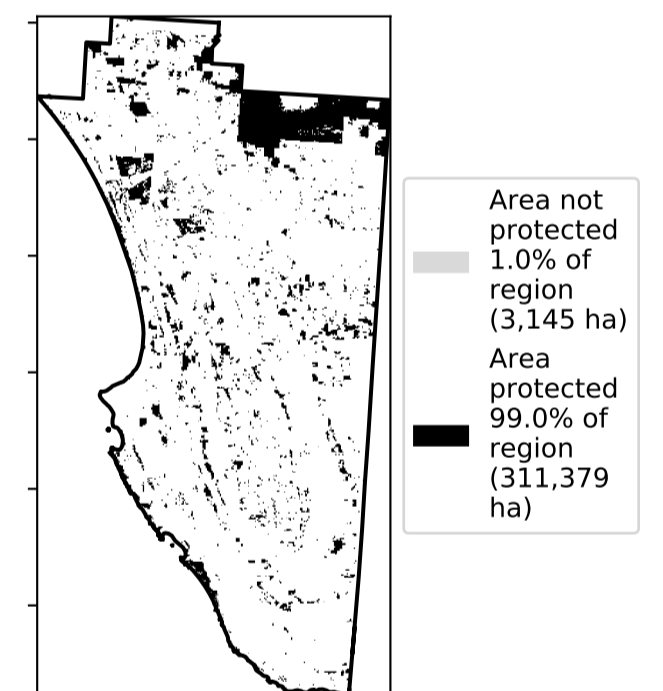 Area not
protected
1.0% of
region
(3,145 ha)
Area
protected
99.0% of
region
(311,379
ha)